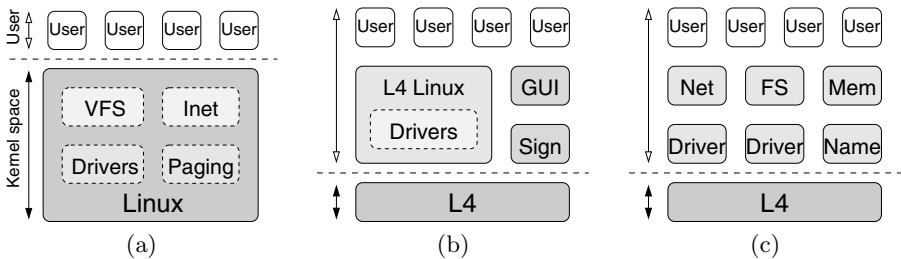 User
User User User User
Kernel space
VFS Inet
Drivers Paging
Linux
(a)
User User User User
L4 Linux
Drivers
GUI
Sign
L4
(b)
User User User User
Net FS Mem
Driver Driver Name
L4
(c)